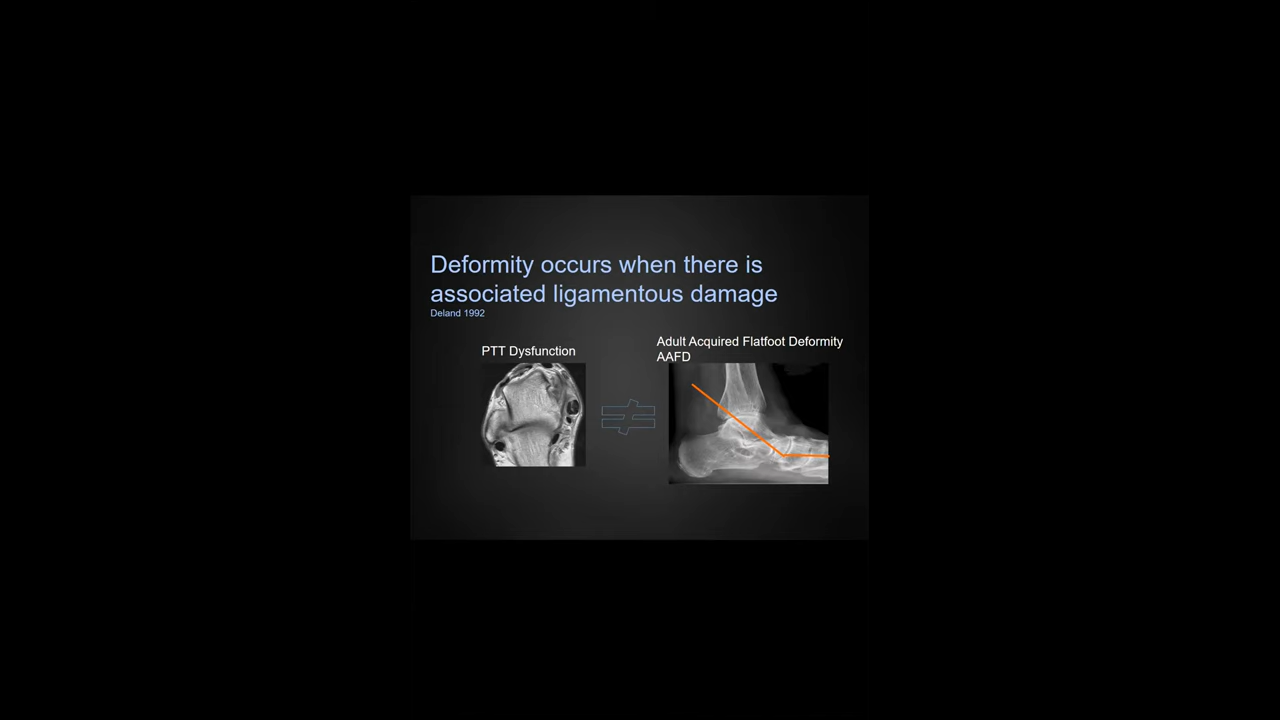 Deformity occurs when there is
associated ligamentous damage
Deland 1992
PTT Dysfunction
Adult Acquired Flatfoot Deformity
AAFD